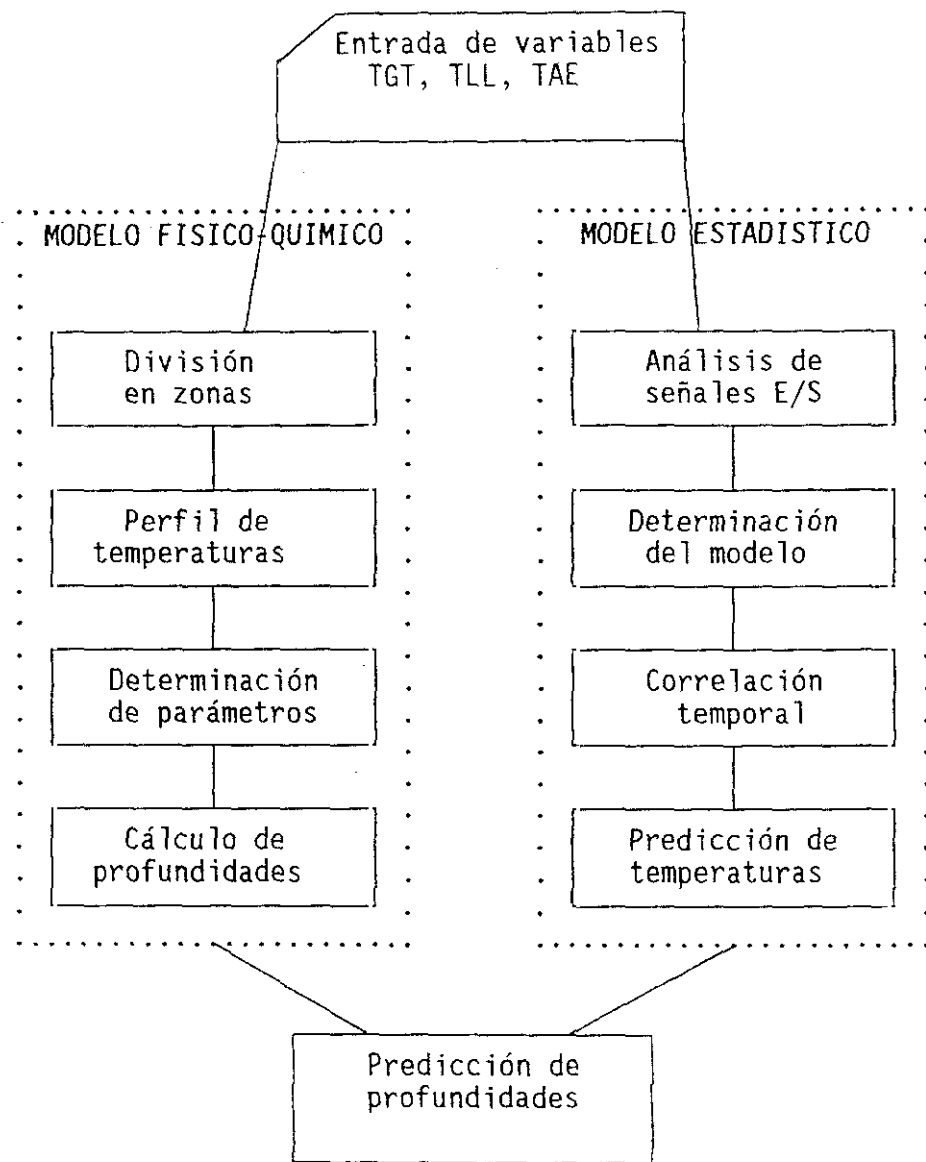 Entrada de variables
TGT, TLL, TAE
MODELO FISICO-QUIMICO
División
en zonas
Perfil de
temperaturas
Determinación
de parámetros
Cálculo de
profundidades
MODELO ESTADISTICO
Análisis de
señales E/S
Determinación
del modelo
Correlación
temporal
Predicción de
temperaturas
Predicción de
profundidades